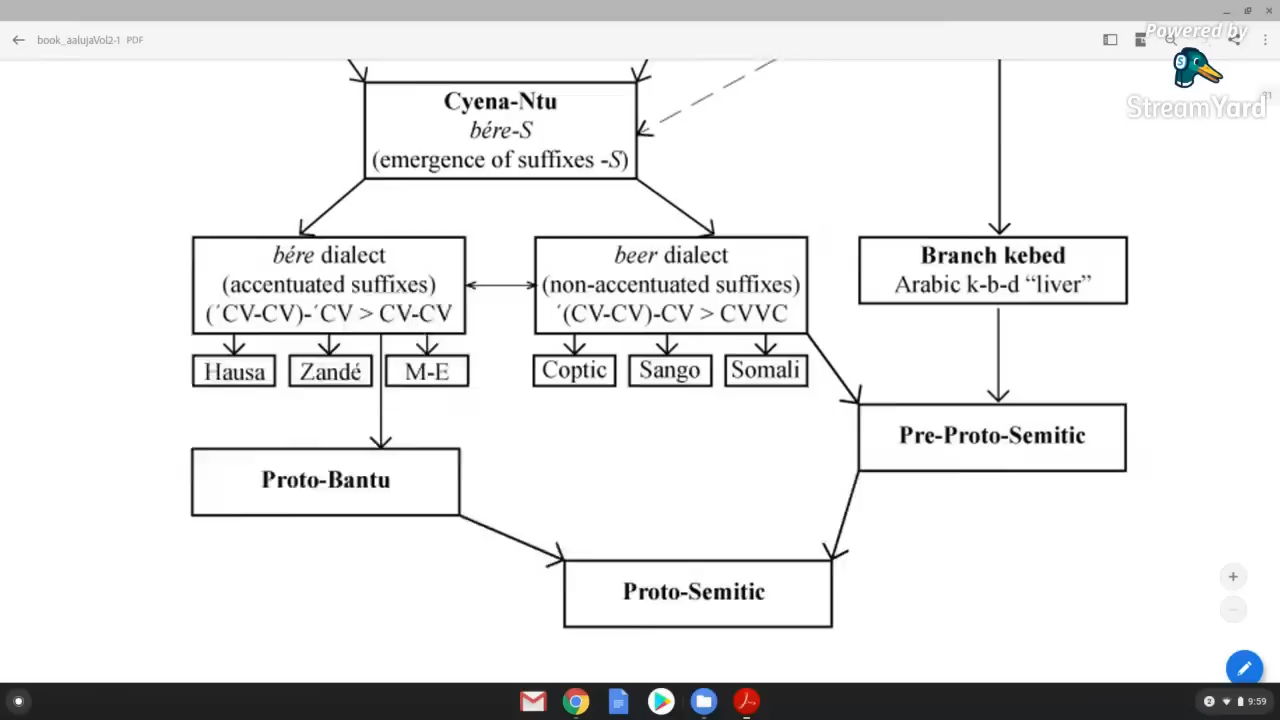 book_aalujaVol2-1 PDF
Powered by
StreamYard
Cyena-Ntu
bére-S
(emergence of suffixes -S)
bére dialect
(accentuated suffixes)
(´CV-CV)-´CV > CV-CV
beer dialect
(non-accentuated suffixes)
´(CV-CV)-CV > CVVC
Branch kebed
Arabic k-b-d “liver”
Hausa
Zandé
M-E
Coptic
Sango
Somali
Pre-Proto-Semitic
Proto-Bantu
Proto-Semitic
2
9:59